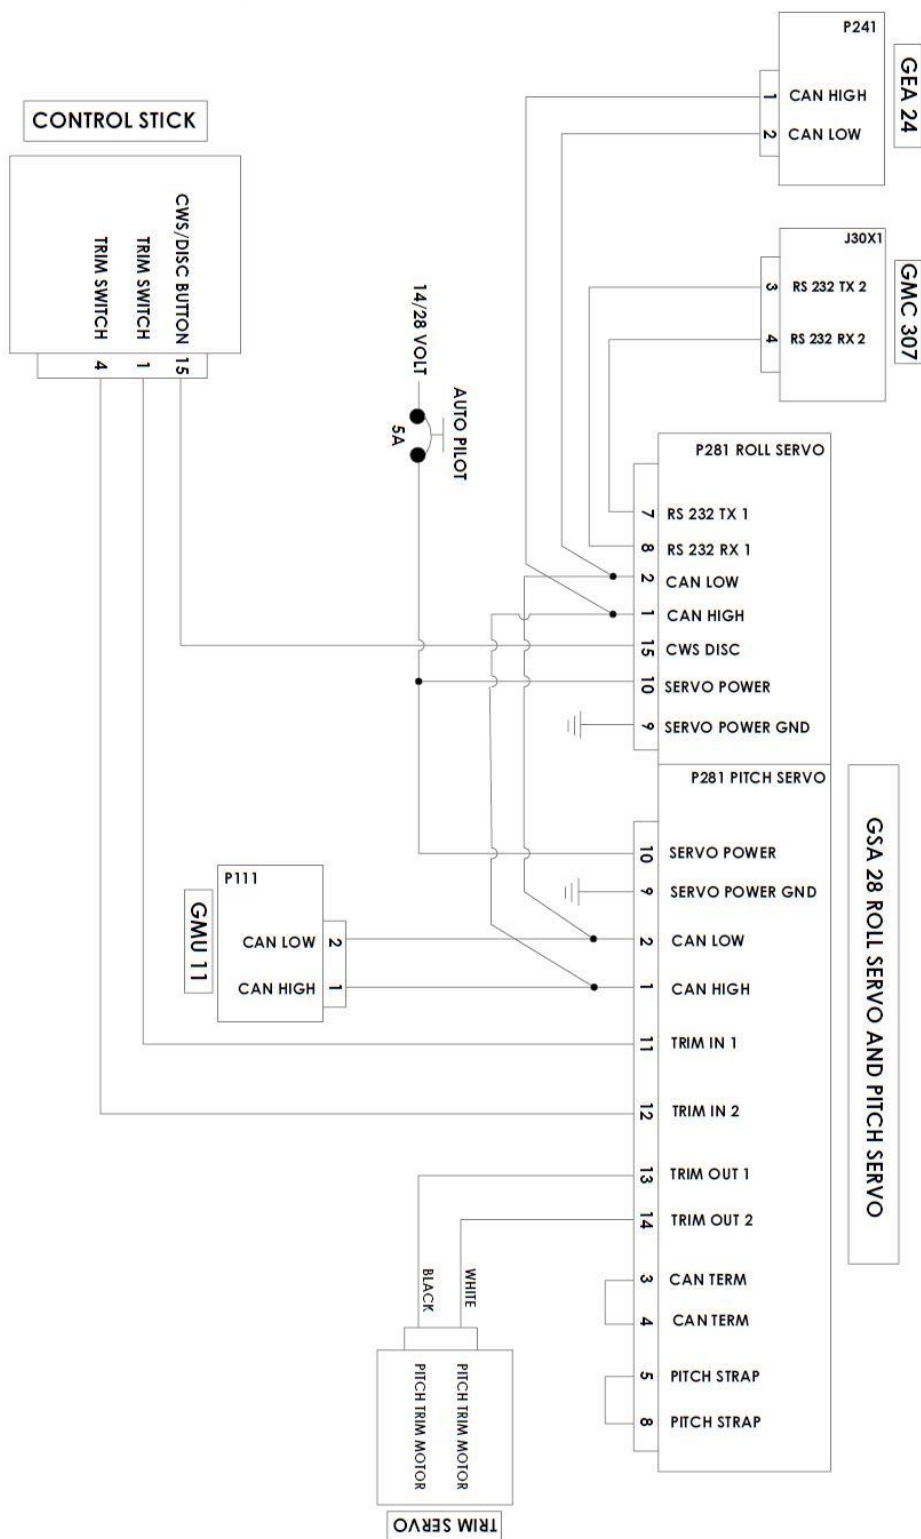 P241
GEA 24
1 CAN HIGH
2 CAN LOW
J30X1
GMC 307
3 RS 232 TX 2
4 RS 232 RX 2
CONTROL STICK
CWS/DISC BUTTON 15
TRIM SWITCH 1
TRIM SWITCH 4
14/28 VOLT
AUTO PILOT
5A
P281 ROLL SERVO
7 RS 232 TX 1
8 RS 232 RX 1
2 CAN LOW
1 CAN HIGH
15 CWS DISC
10 SERVO POWER
9 SERVO POWER GND
P281 PITCH SERVO
10 SERVO POWER
9 SERVO POWER GND
2 CAN LOW
1 CAN HIGH
11 TRIM IN 1
12 TRIM IN 2
13 TRIM OUT 1
14 TRIM OUT 2
3 CAN TERM
4 CAN TERM
5 PITCH STRAP
8 PITCH STRAP
GSA 28 ROLL SERVO AND PITCH SERVO
P111
GMU 11
CAN LOW 2
CAN HIGH 1
WHITE
BLACK
PITCH TRIM MOTOR
PITCH TRIM MOTOR
TRIM SERVO